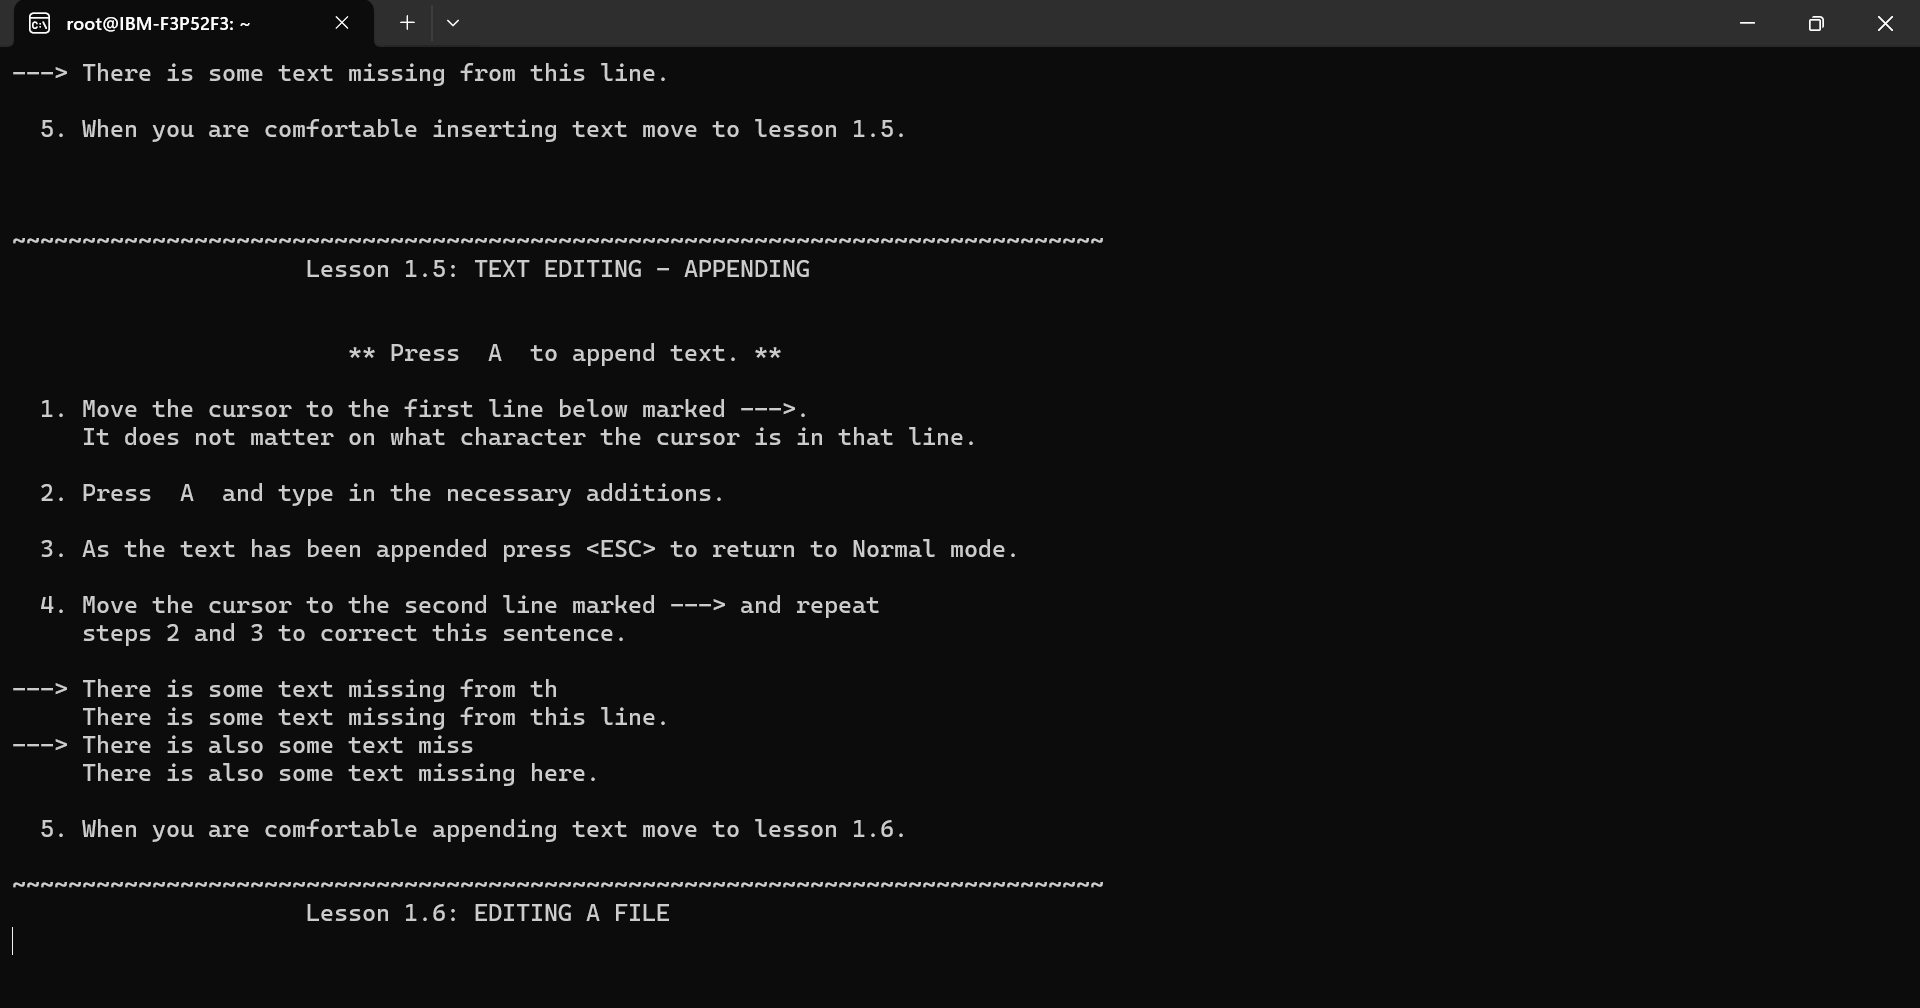 root@IBM-F3P52F3: ~
---> There is some text missing from this line.
5. When you are comfortable inserting text move to lesson 1.5.
~~~~~~~~~~~~~~~~~~~~~~~~~~~~~~~~~~~~~~~~~~~~~~~~~~~~~~~~~~~~~~~~~~~~~~~~~~~~~~
Lesson 1.5: TEXT EDITING - APPENDING
** Press  A  to append text. **
1. Move the cursor to the first line below marked --->.
It does not matter on what character the cursor is in that line.
2. Press  A  and type in the necessary additions.
3. As the text has been appended press <ESC> to return to Normal mode.
4. Move the cursor to the second line marked ---> and repeat
steps 2 and 3 to correct this sentence.
---> There is some text missing from th
There is some text missing from this line.
---> There is also some text miss
There is also some text missing here.
5. When you are comfortable appending text move to lesson 1.6.
~~~~~~~~~~~~~~~~~~~~~~~~~~~~~~~~~~~~~~~~~~~~~~~~~~~~~~~~~~~~~~~~~~~~~~~~~~~~~~
Lesson 1.6: EDITING A FILE